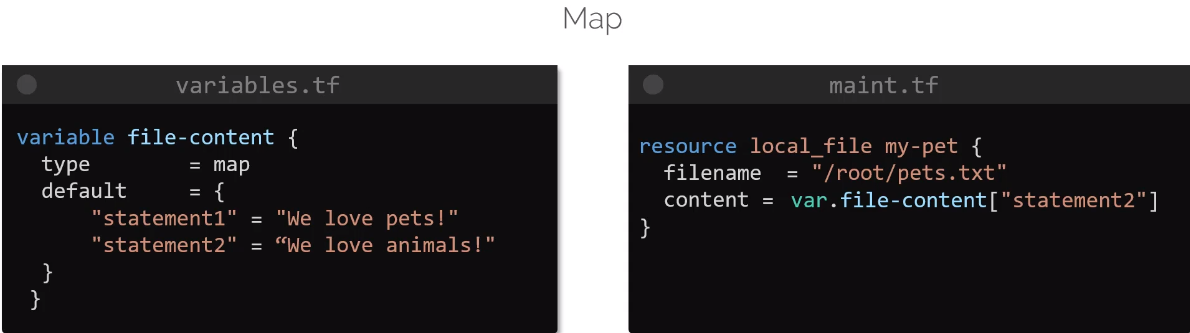 Map
variables.tf
variable file-content {
  type        = map
  default     = {
      "statement1" = "We love pets!"
      "statement2" = “We love animals!"
  }
 }
maint.tf
resource local_file my-pet {
  filename  = "/root/pets.txt"
  content = var.file-content["statement2"]
}